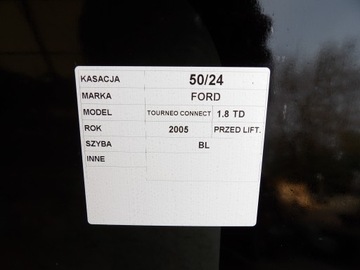 KASACJA 50/24
MARKA FORD
MODEL TOURNEO CONNECT 1.8 TD
ROK 2005 PRZED LIFT.
SZYBA BL
INNE